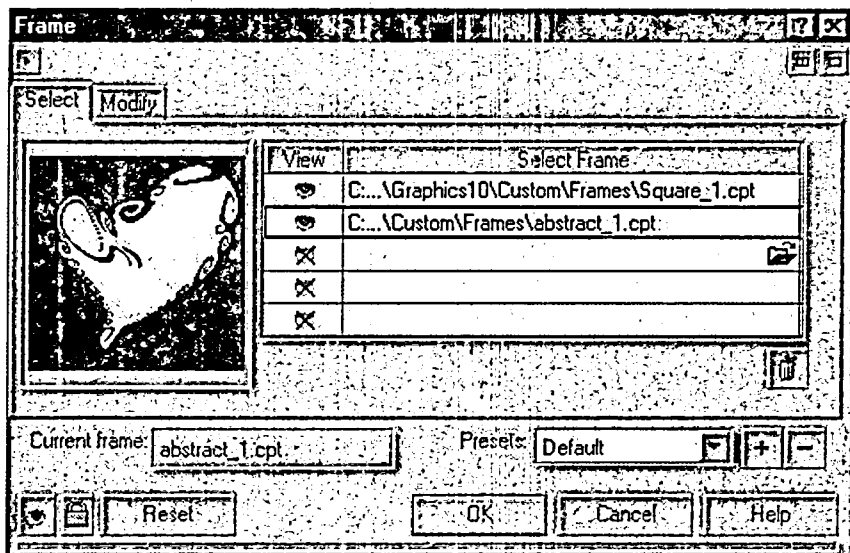 Frame
Select Modify
View Select Frame
C:...\Graphics10\Custom\Frames\Square_1.cpt
C:...\Custom\Frames\abstract_1.cpt
Current frame: abstract_1.cpt Presets: Default
Reset OK Cancel Help